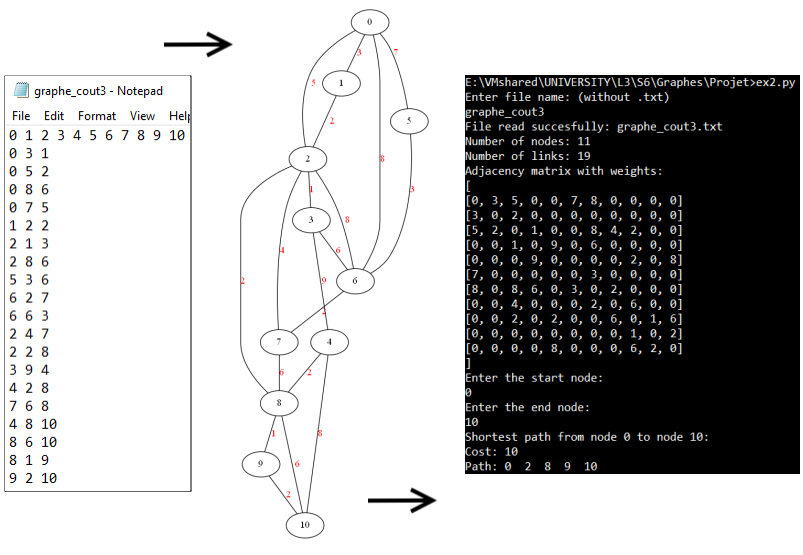 graphe_cout3 - Notepad
File Edit Format View Help
0 1 2 3 4 5 6 7 8 9 10
0 3 1
0 5 2
0 8 6
0 7 5
1 2 2
2 1 3
2 8 6
5 3 6
6 2 7
6 6 3
2 4 7
2 2 8
3 9 4
4 2 8
7 6 8
4 8 10
8 6 10
8 1 9
9 2 10
0
3
7
5
1
2
5
2
8
1
3
8
3
4
6
2
9
6
2
7
4
6
2
8
1
8
9
6
2
10
E:\VMshared\UNIVERSITY\L3\S6\Graphes\Projet>ex2.py
Enter file name: (without .txt)
graphe_cout3
File read succesfully: graphe_cout3.txt
Number of nodes: 11
Number of links: 19
Adjacency matrix with weights:
[
[0, 3, 5, 0, 0, 7, 8, 0, 0, 0, 0]
[3, 0, 2, 0, 0, 0, 0, 0, 0, 0, 0]
[5, 2, 0, 1, 0, 0, 8, 4, 2, 0, 0]
[0, 0, 1, 0, 9, 0, 6, 0, 0, 0, 0]
[0, 0, 0, 9, 0, 0, 0, 0, 2, 0, 8]
[7, 0, 0, 0, 0, 0, 3, 0, 0, 0, 0]
[8, 0, 8, 6, 0, 3, 0, 2, 0, 0, 0]
[0, 0, 4, 0, 0, 0, 2, 0, 6, 0, 0]
[0, 0, 2, 0, 2, 0, 0, 6, 0, 1, 6]
[0, 0, 0, 0, 0, 0, 0, 0, 1, 0, 2]
[0, 0, 0, 0, 8, 0, 0, 0, 6, 2, 0]
]
Enter the start node:
0
Enter the end node:
10
Shortest path from node 0 to node 10:
Cost: 10
Path: 0 2 8 9 10